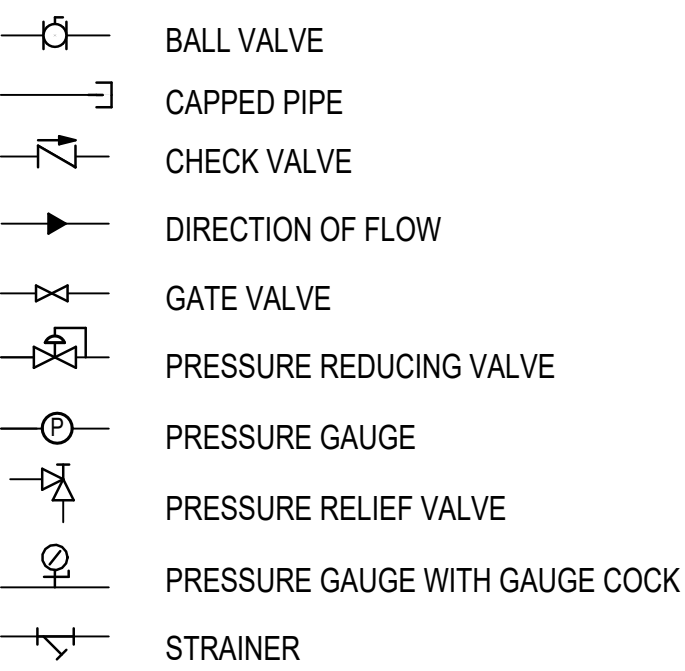 BALL VALVE
CAPPED PIPE
CHECK VALVE
DIRECTION OF FLOW
GATE VALVE
PRESSURE REDUCING VALVE
P PRESSURE GAUGE
PRESSURE RELIEF VALVE
PRESSURE GAUGE WITH GAUGE COCK
STRAINER